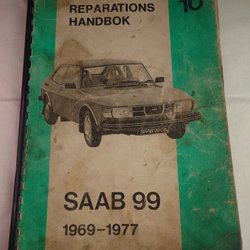 REPARATIONS
HANDBOK
10
SAAB 99
1969-1977